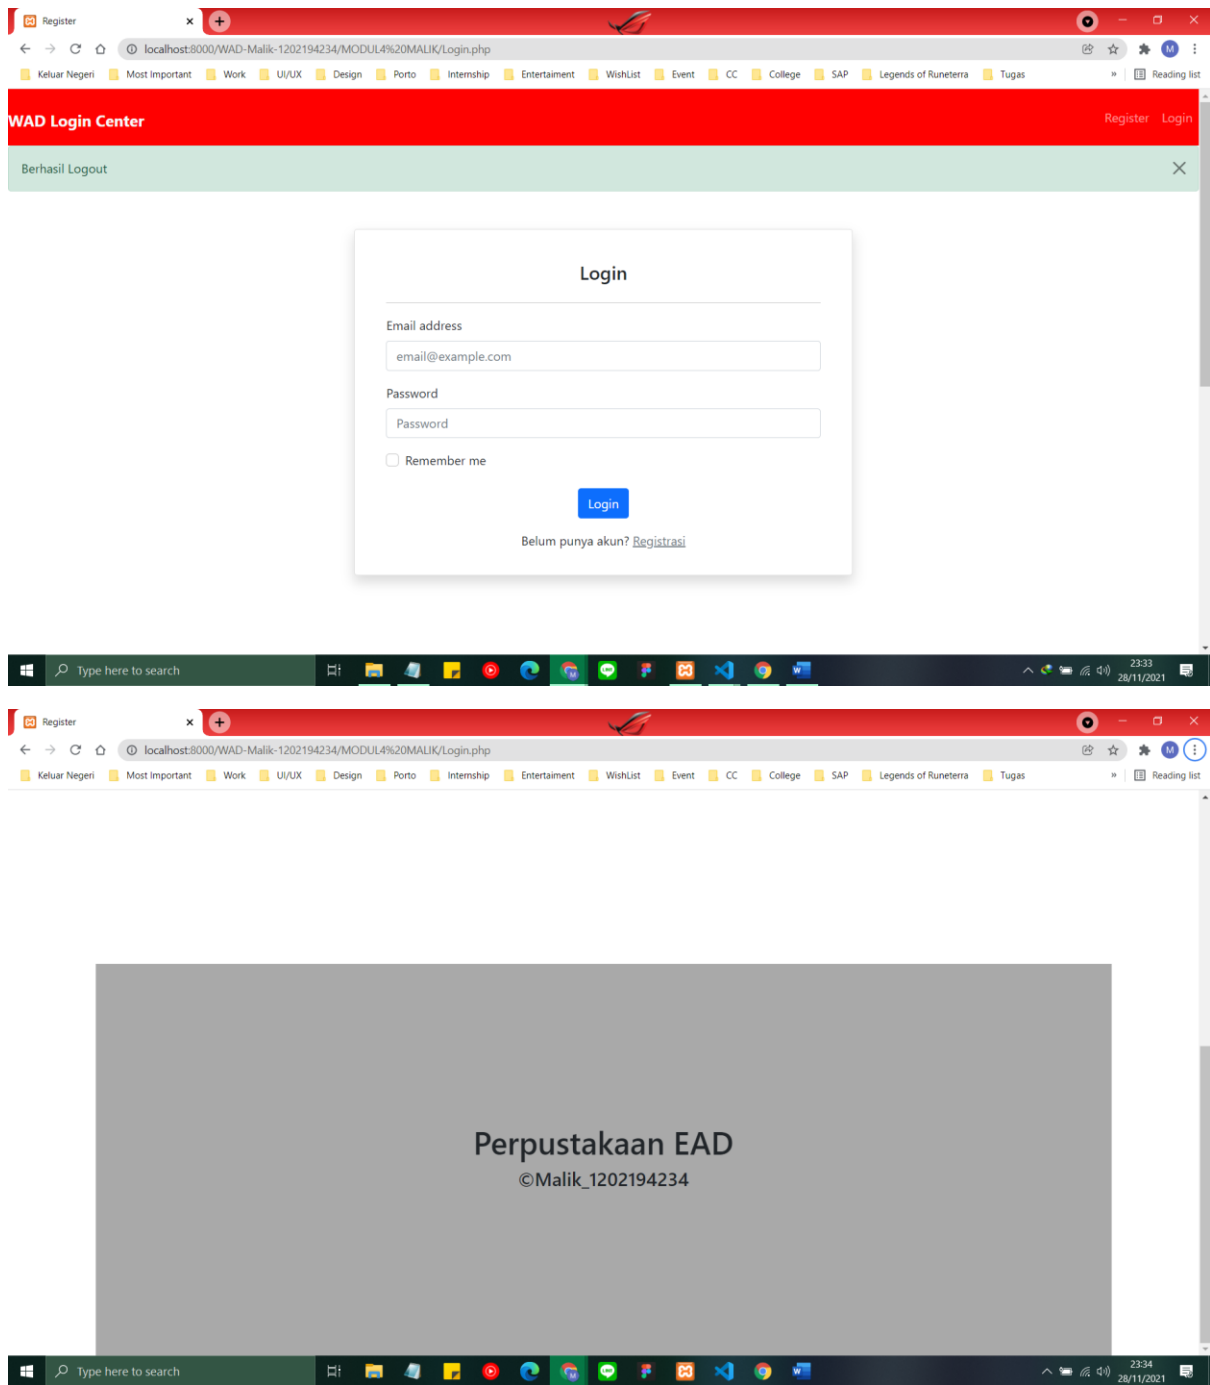 Register
localhost:8000/WAD-Malik-1202194234/MODUL4%20MALIK/Login.php
M
Keluar Negeri Most Important Work UI/UX Design Porto Internship Entertaiment WishList Event CC College SAP Legends of Runeterra Tugas » Reading list
WAD Login Center Register Login
Berhasil Logout
Login
Email address
email@example.com
Password
Password
Remember me
Login
Belum punya akun? Registrasi
Type here to search
23:33
28/11/2021
Register
localhost:8000/WAD-Malik-1202194234/MODUL4%20MALIK/Login.php
M
Keluar Negeri Most Important Work UI/UX Design Porto Internship Entertaiment WishList Event CC College SAP Legends of Runeterra Tugas » Reading list
Perpustakaan EAD
©Malik_1202194234
Type here to search
23:34
28/11/2021